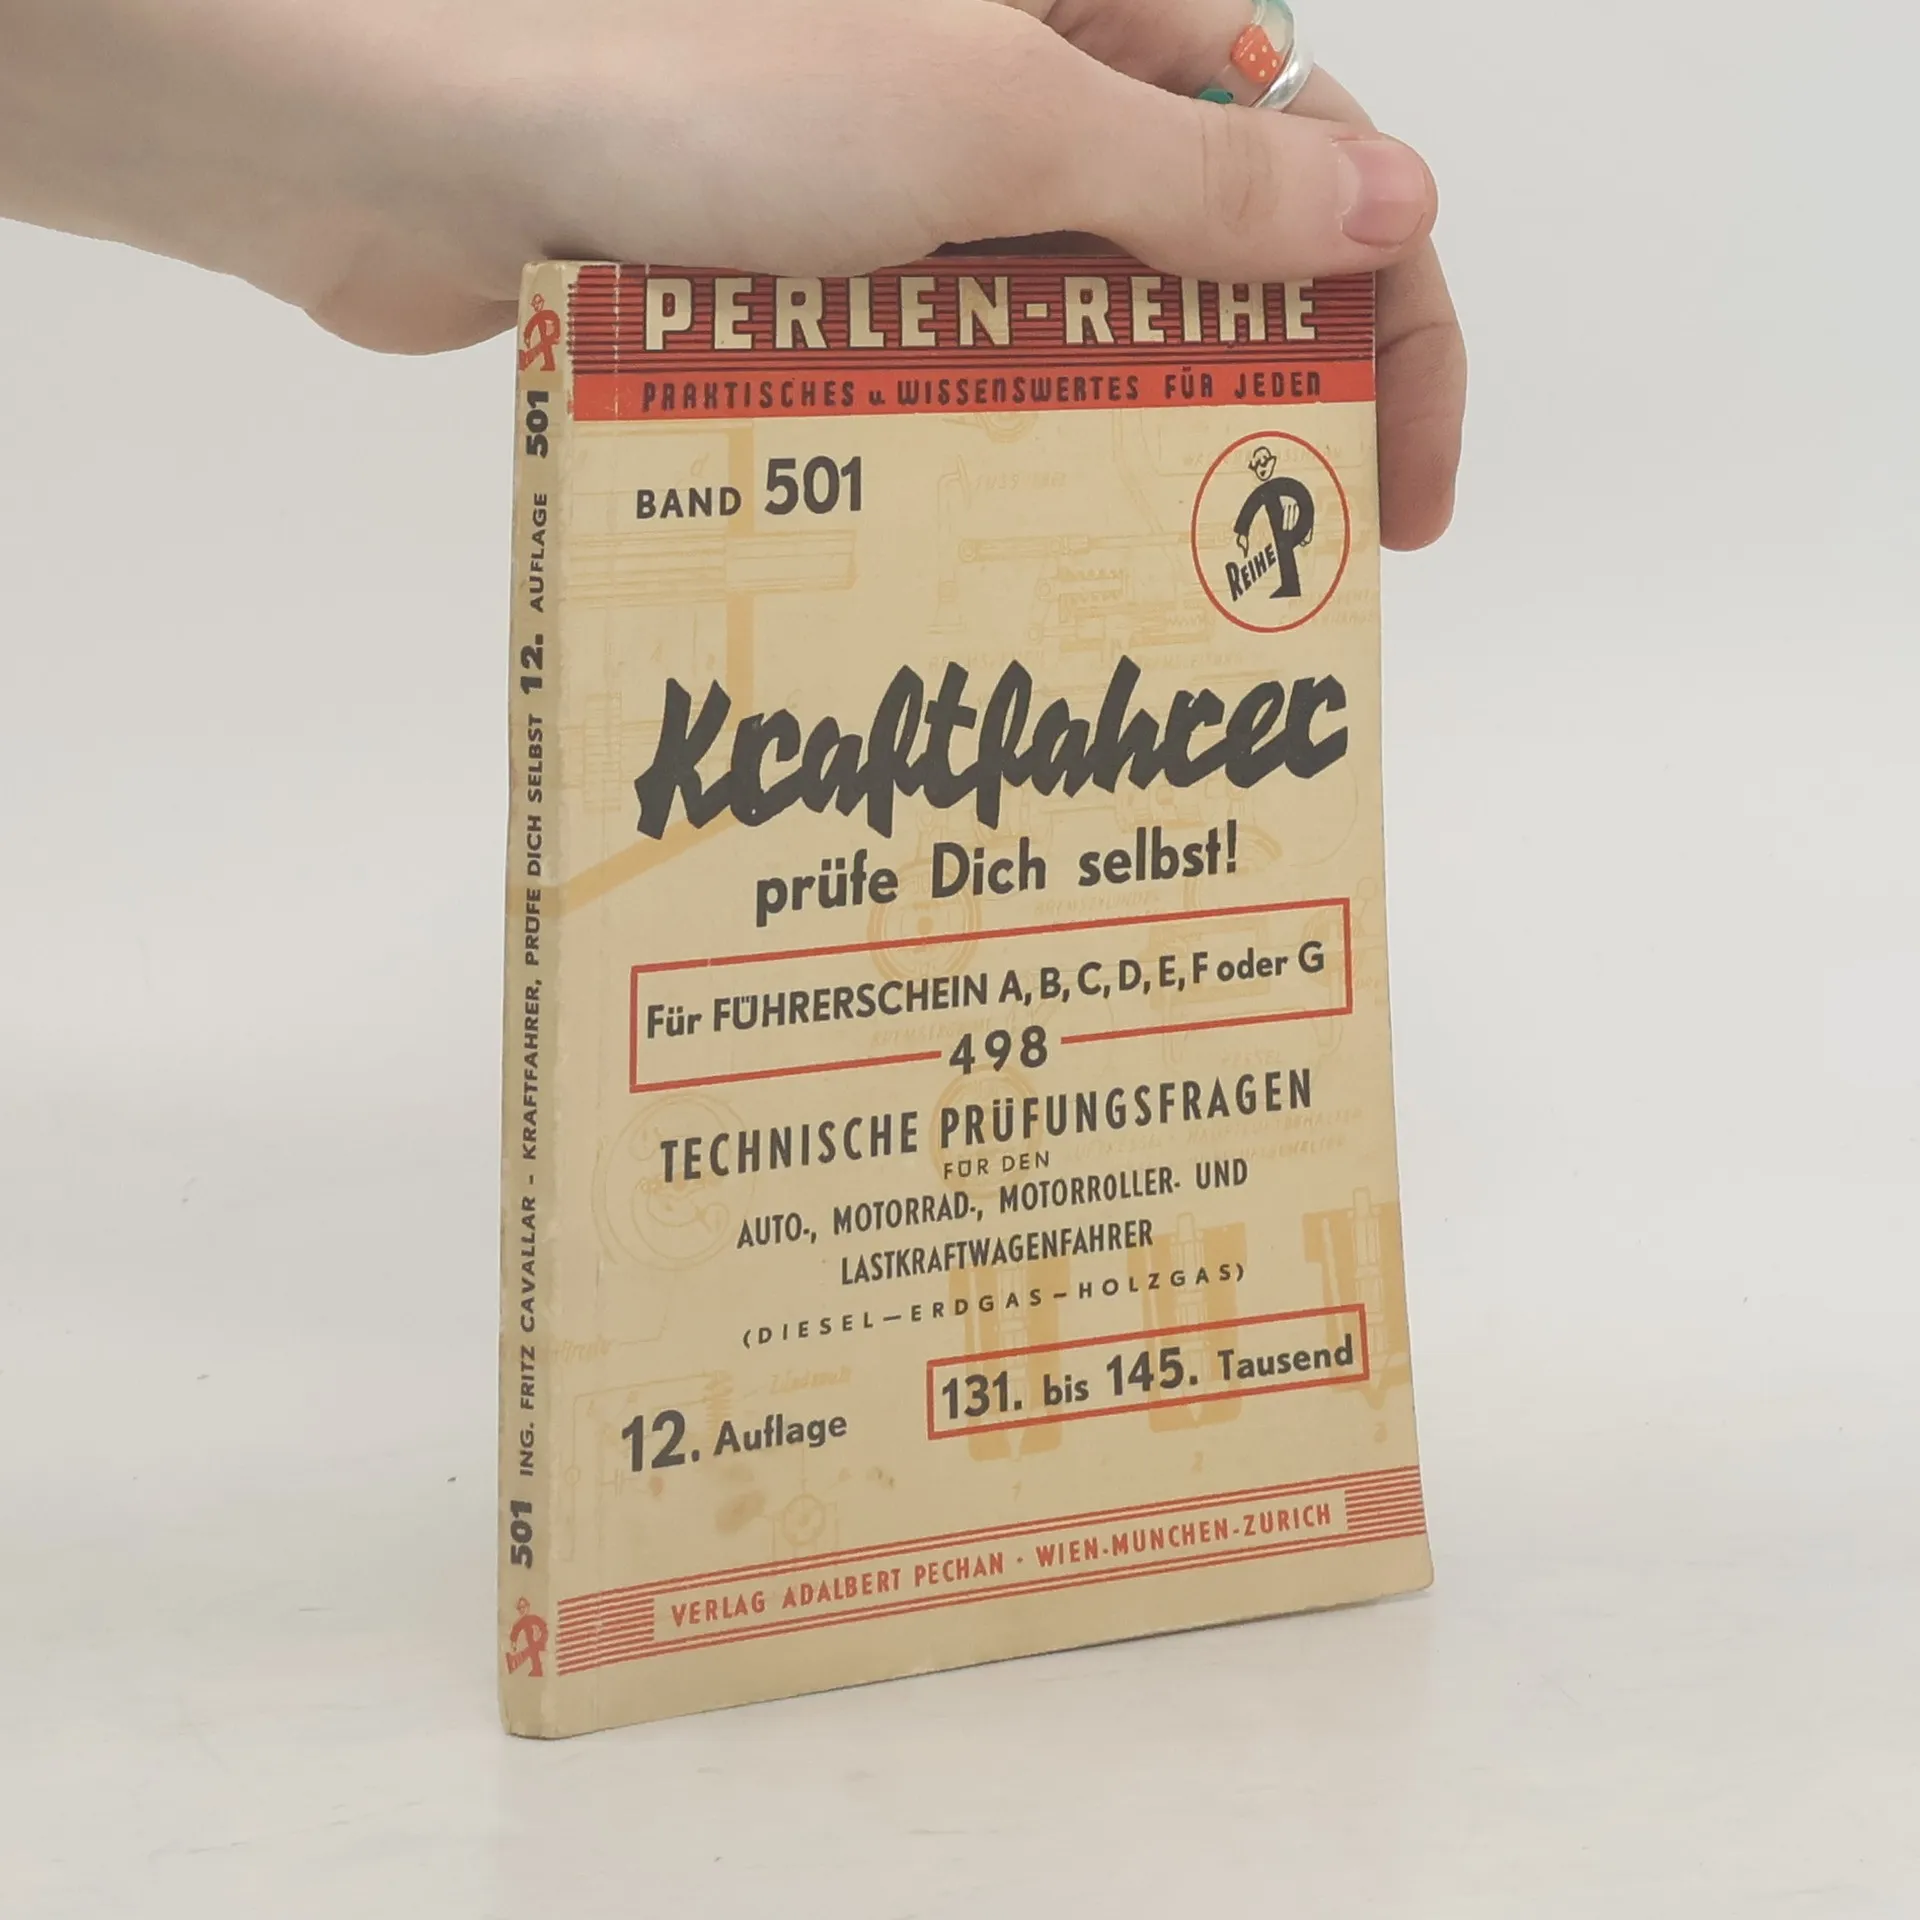 PERLEN-REIHE
PRAKTISCHES u. WISSENSWERTES FÜR JEDEN
BAND 501
REIHE P
Kraftfahrer
prüfe Dich selbst!
Für FÜHRERSCHEIN A, B, C, D, E, F oder G
498
TECHNISCHE PRÜFUNGSFRAGEN
FÜR DEN
AUTO-, MOTORRAD-, MOTORROLLER- UND
LASTKRAFTWAGENFAHRER
(DIESEL—ERDGAS—HOLZGAS)
12. Auflage
131. bis 145. Tausend
VERLAG ADALBERT PECHAN · WIEN-MÜNCHEN-ZÜRICH
501 ING. FRITZ CAVALLAR - KRAFTFAHRER, PRÜFE DICH SELBST 12. AUFLAGE 501